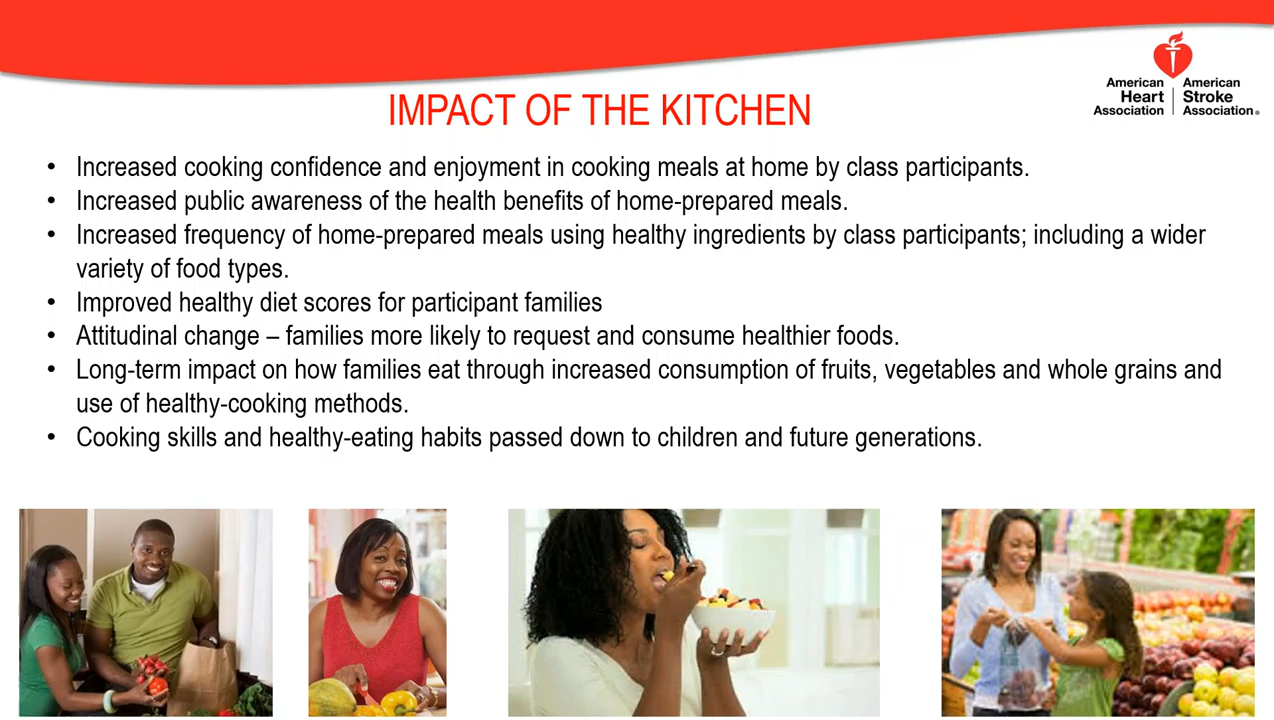 American Heart Association | American Stroke Association®
IMPACT OF THE KITCHEN
• Increased cooking confidence and enjoyment in cooking meals at home by class participants.
• Increased public awareness of the health benefits of home-prepared meals.
• Increased frequency of home-prepared meals using healthy ingredients by class participants; including a wider
variety of food types.
• Improved healthy diet scores for participant families
• Attitudinal change – families more likely to request and consume healthier foods.
• Long-term impact on how families eat through increased consumption of fruits, vegetables and whole grains and
use of healthy-cooking methods.
• Cooking skills and healthy-eating habits passed down to children and future generations.